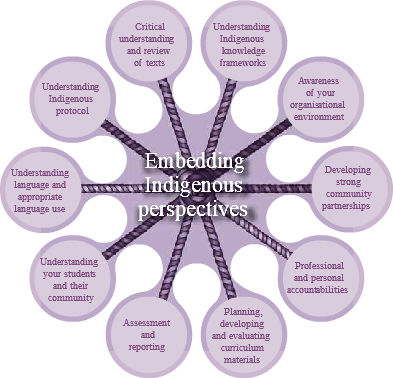 Critical
understanding
and review
of texts
Understanding
Indigenous
knowledge
frameworks
Understanding
Indigenous
protocol
Awareness
of your
organisational
environment
Embedding
Indigenous
perspectives
Understanding
language and
appropriate
language use
Developing
strong
community
partnerships
Understanding
your students
and their
community
Professional
and personal
accountabilities
Assessment
and
reporting
Planning,
developing
and evaluating
curriculum
materials